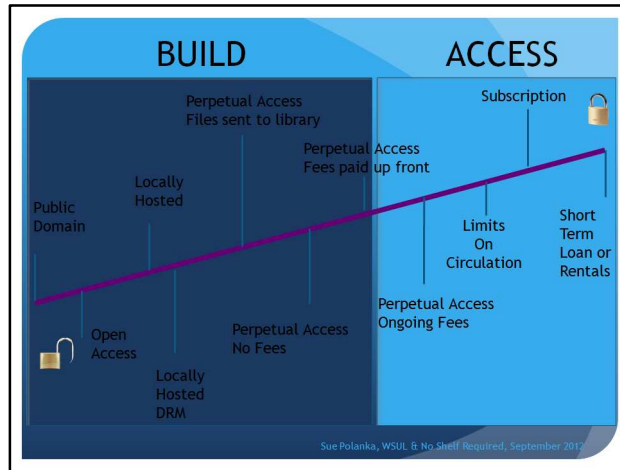 BUILD
ACCESS
Subscription
Perpetual Access
Files sent to library
Perpetual Access
Fees paid up front
Locally
Hosted
Public
Domain
Limits
On
Circulation
Short
Term
Loan or
Rentals
Perpetual Access
Ongoing Fees
Open
Access
Perpetual Access
No Fees
Locally
Hosted
DRM
Sue Polanka, WSUL & No Shelf Required, September